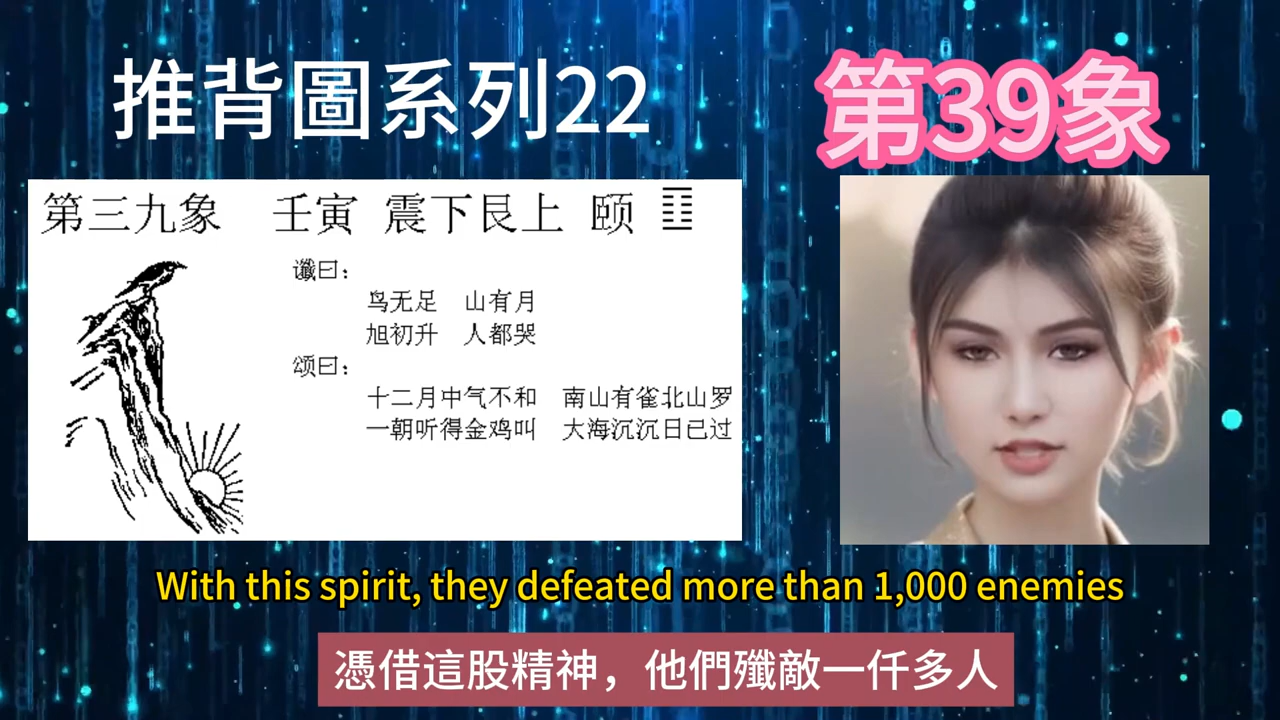 推背圖系列22
第39象
第三九象 壬寅 震下艮上 颐 ䷚
谶曰：
鸟无足 山有月
旭初升 人都哭
颂曰：
十二月中气不和 南山有雀北山罗
一朝听得金鸡叫 大海沉沉日已过
With this spirit, they defeated more than 1,000 enemies
憑借這股精神，他們殲敵一仟多人